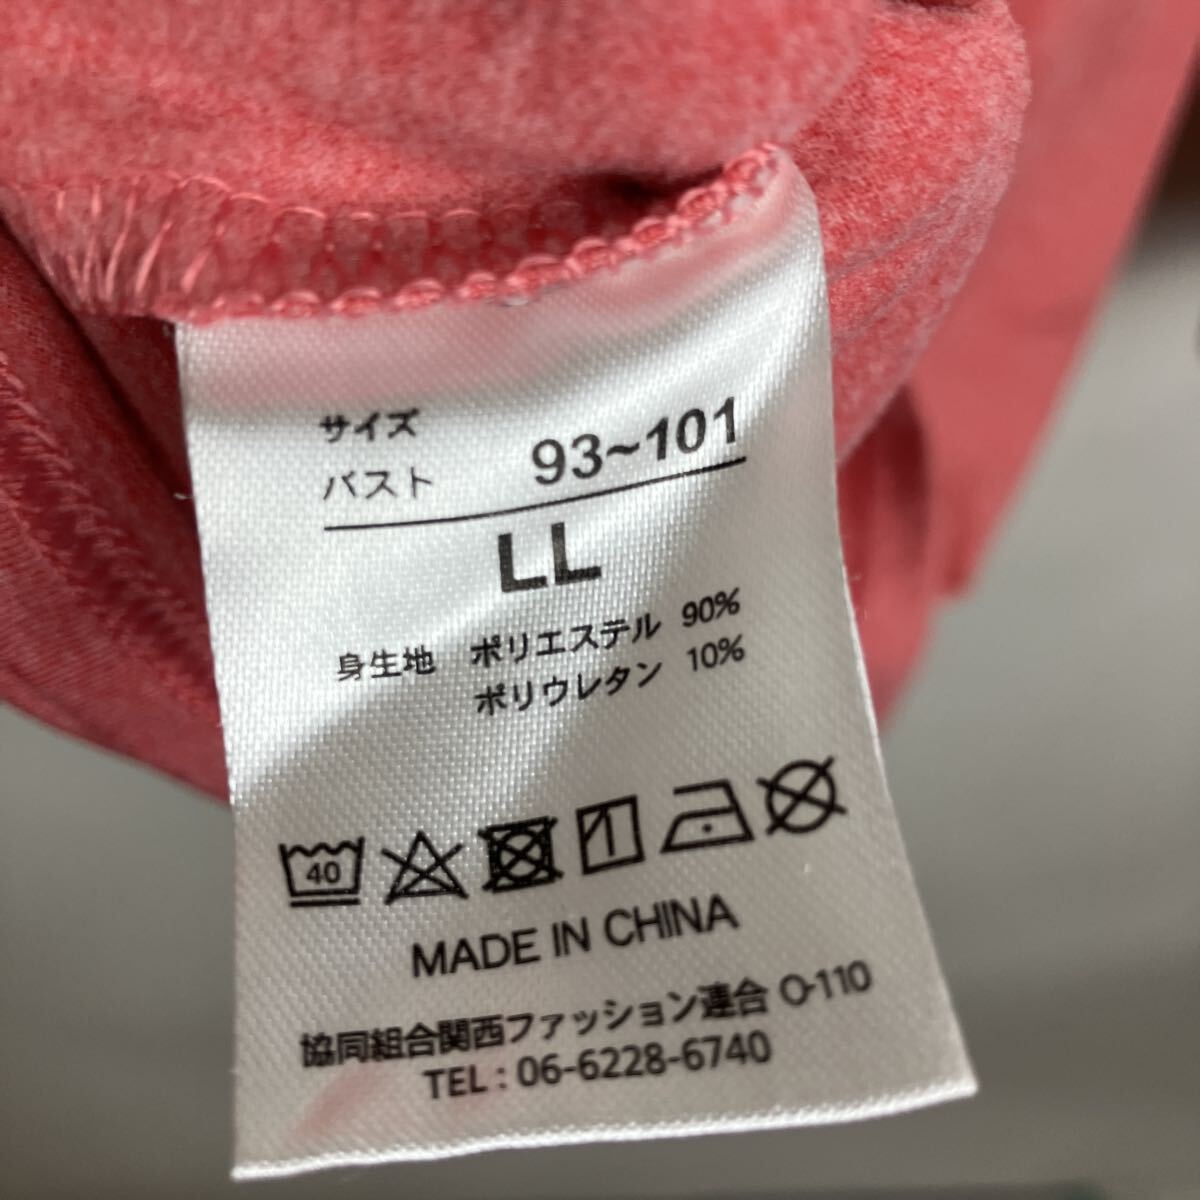 サイズ
バスト 93~101
LL
身生地 ポリエステル 90%
ポリウレタン 10%
40
MADE IN CHINA
協同組合関西ファッション連合 O-110
TEL : 06-6228-6740